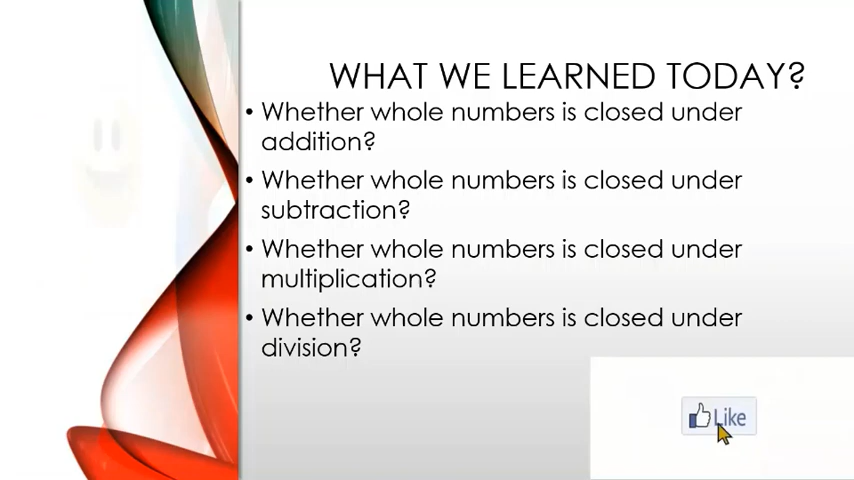 WHAT WE LEARNED TODAY?
• Whether whole numbers is closed under
addition?
• Whether whole numbers is closed under
subtraction?
• Whether whole numbers is closed under
multiplication?
• Whether whole numbers is closed under
division?
Like